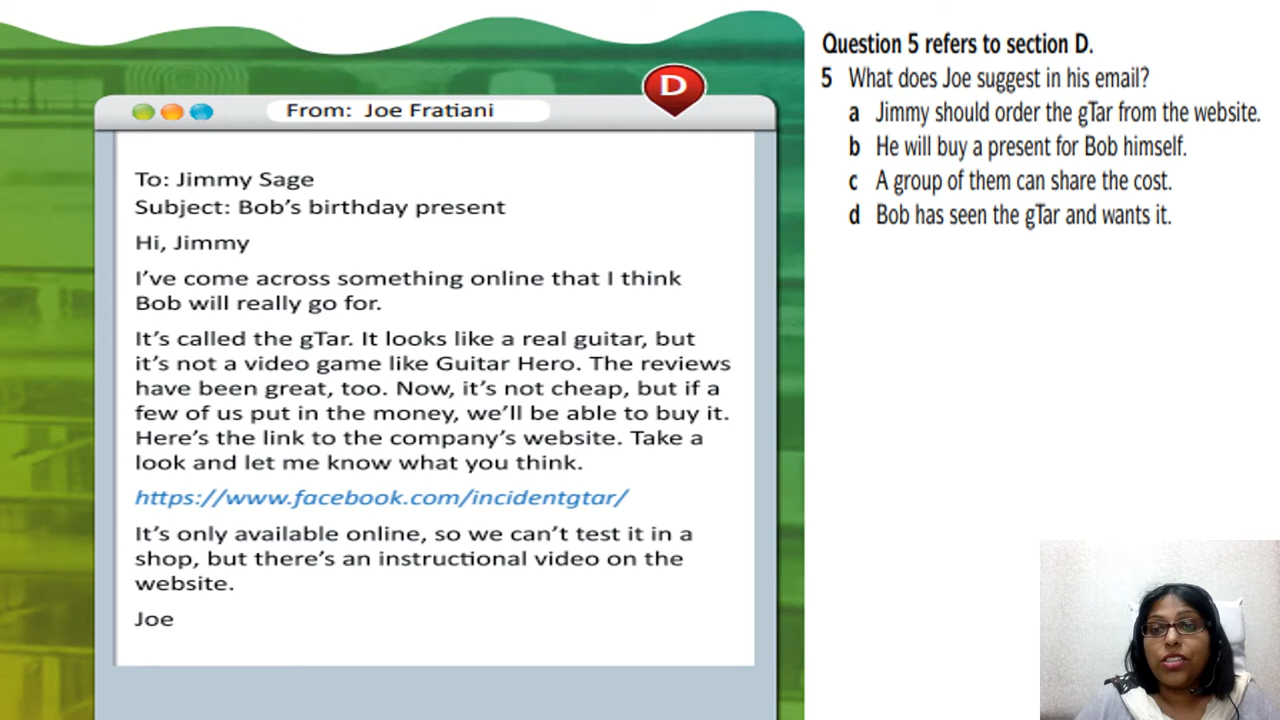 D
From: Joe Fratiani
To: Jimmy Sage
Subject: Bob's birthday present
Hi, Jimmy
I've come across something online that I think
Bob will really go for.
It's called the gTar. It looks like a real guitar, but
it's not a video game like Guitar Hero. The reviews
have been great, too. Now, it's not cheap, but if a
few of us put in the money, we'll be able to buy it.
Here's the link to the company's website. Take a
look and let me know what you think.
https://www.facebook.com/incidentgtar/
It's only available online, so we can't test it in a
shop, but there's an instructional video on the
website.
Joe
Question 5 refers to section D.
5 What does Joe suggest in his email?
a Jimmy should order the gTar from the website.
b He will buy a present for Bob himself.
c A group of them can share the cost.
d Bob has seen the gTar and wants it.